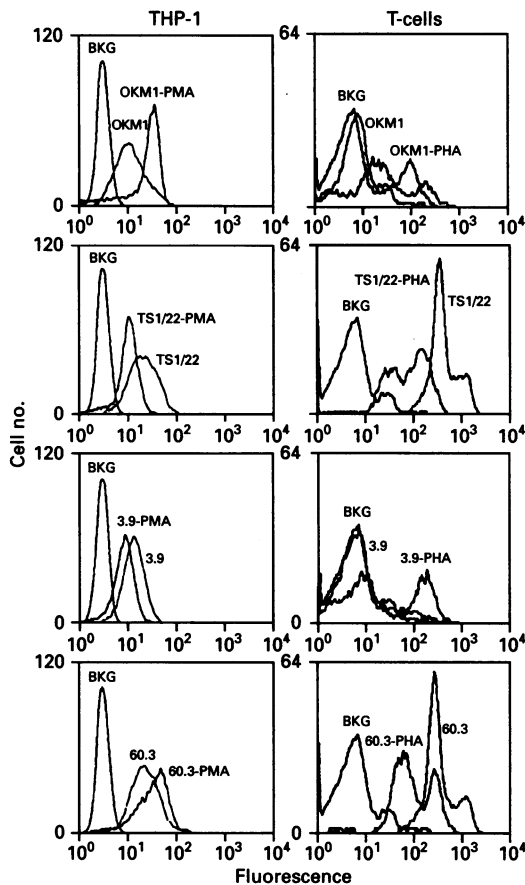 THP-1 T-cells
120 64
BKG
OKM1-PMA
OKM1
BKG
OKM1
OKM1-PHA
0 0
10⁰ 10¹ 10² 10³ 10⁴ 10⁰ 10¹ 10² 10³ 10⁴
120 64
BKG
TS1/22-PMA
TS1/22
TS1/22-PHA
TS1/22
BKG
0 0
10⁰ 10¹ 10² 10³ 10⁴ 10⁰ 10¹ 10² 10³ 10⁴
Cell no.
120 64
BKG
3.9-PMA
3.9
BKG
3.9
3.9-PHA
0 0
10⁰ 10¹ 10² 10³ 10⁴ 10⁰ 10¹ 10² 10³ 10⁴
120 64
BKG
60.3
60.3-PMA
BKG
60.3-PHA
60.3
0 0
10⁰ 10¹ 10² 10³ 10⁴ 10⁰ 10¹ 10² 10³ 10⁴
Fluorescence